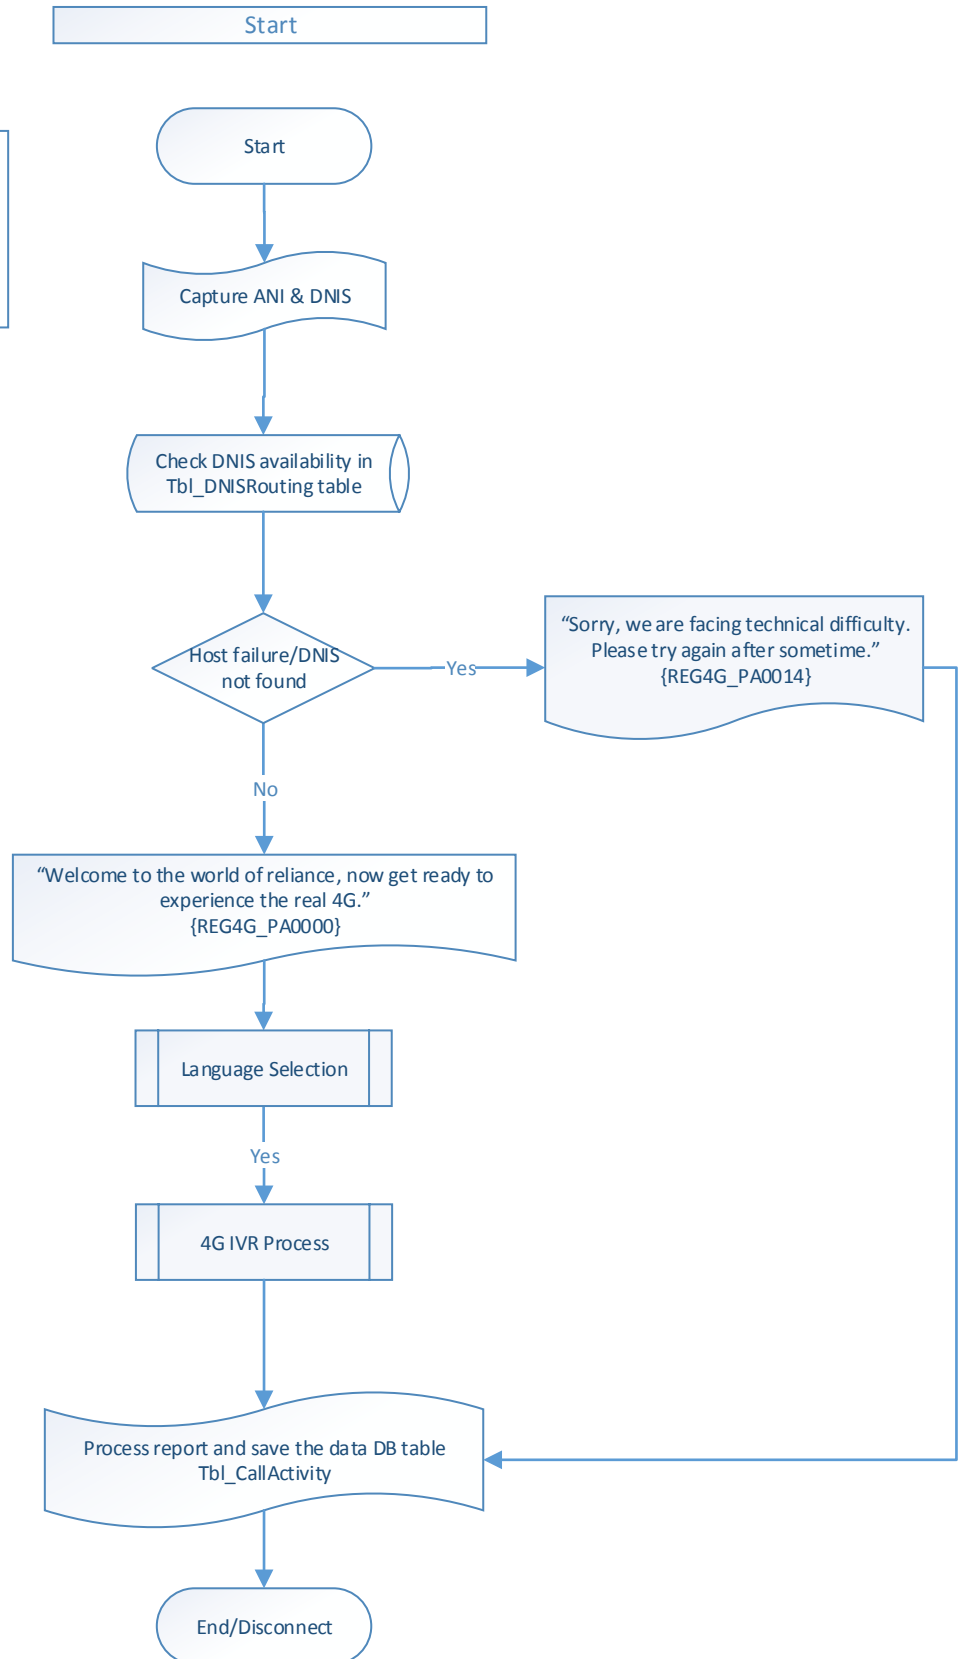 Start
Start
Capture ANI & DNIS
Check DNIS availability in
Tbl_DNISRouting table
Host failure/DNIS
not found
Yes
“Sorry, we are facing technical difficulty.
Please try again after sometime.”
{REG4G_PA0014}
No
“Welcome to the world of reliance, now get ready to
experience the real 4G.”
{REG4G_PA0000}
Language Selection
Yes
4G IVR Process
Process report and save the data DB table
Tbl_CallActivity
End/Disconnect